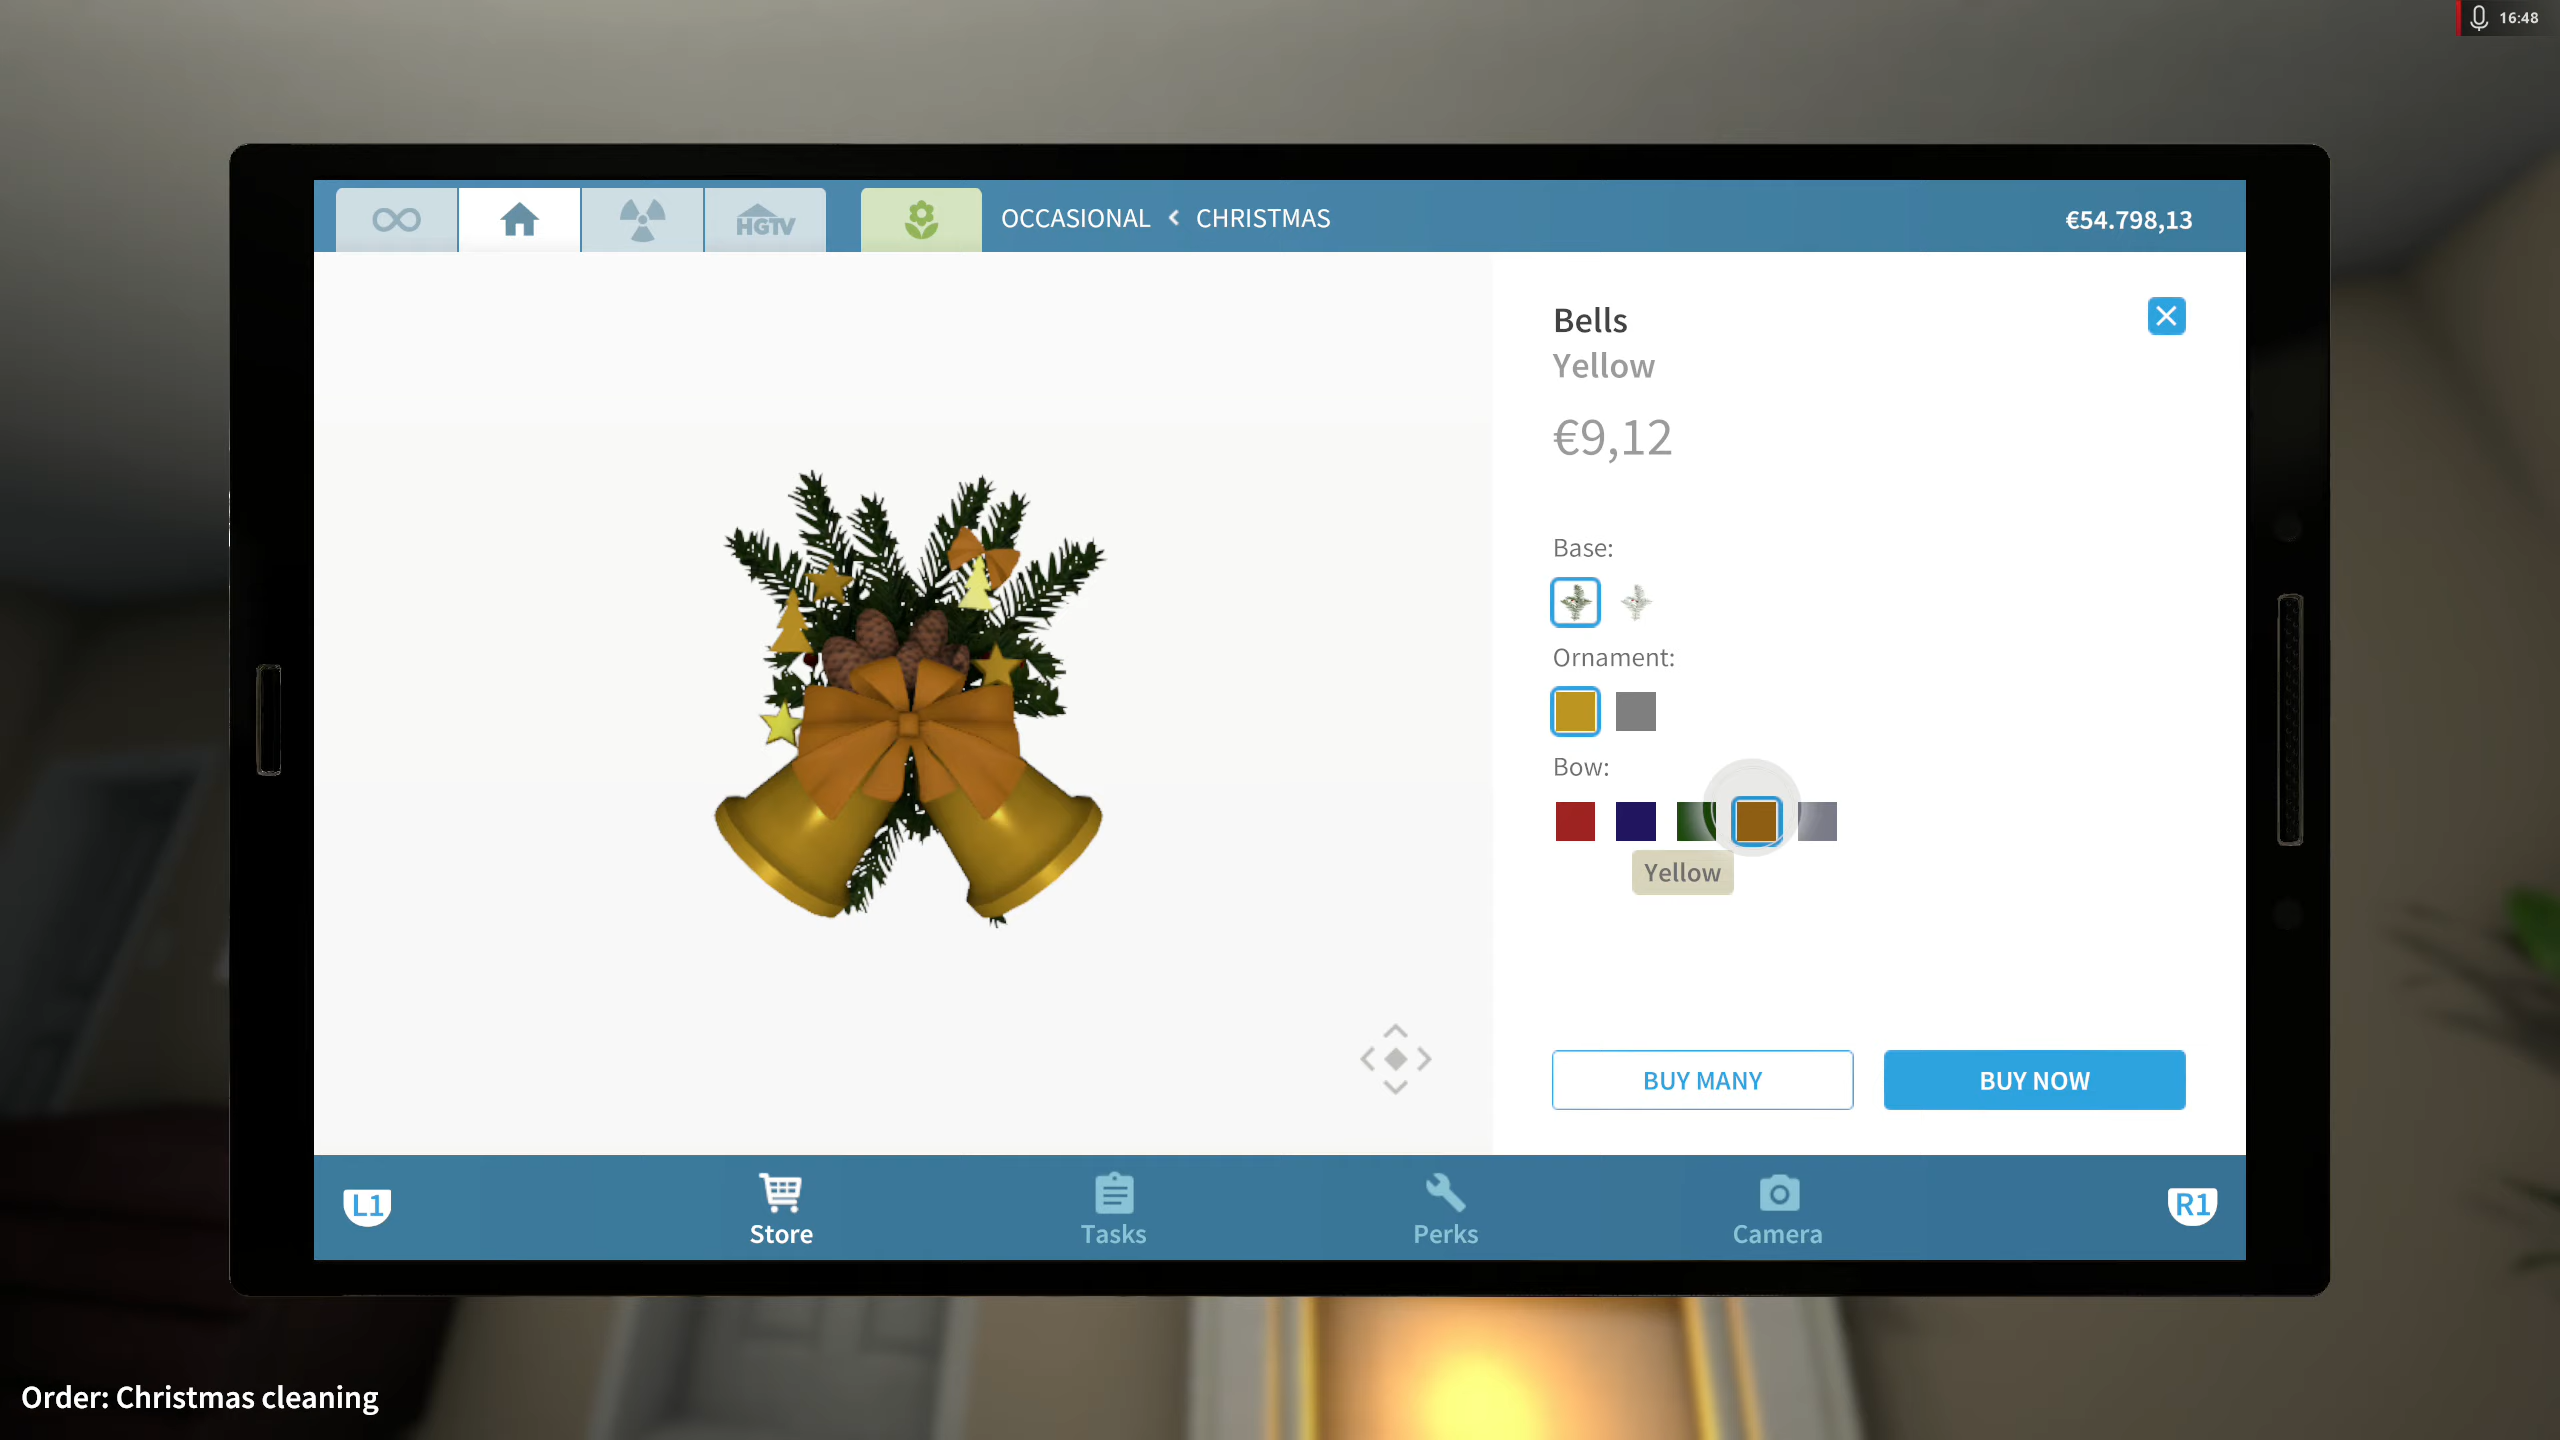 16:48
HGTV
OCCASIONAL < CHRISTMAS
€54.798,13
Bells
Yellow
€9,12
Base:
Ornament:
Bow:
Yellow
BUY MANY
BUY NOW
L1
Store
Tasks
Perks
Camera
R1
Order: Christmas cleaning